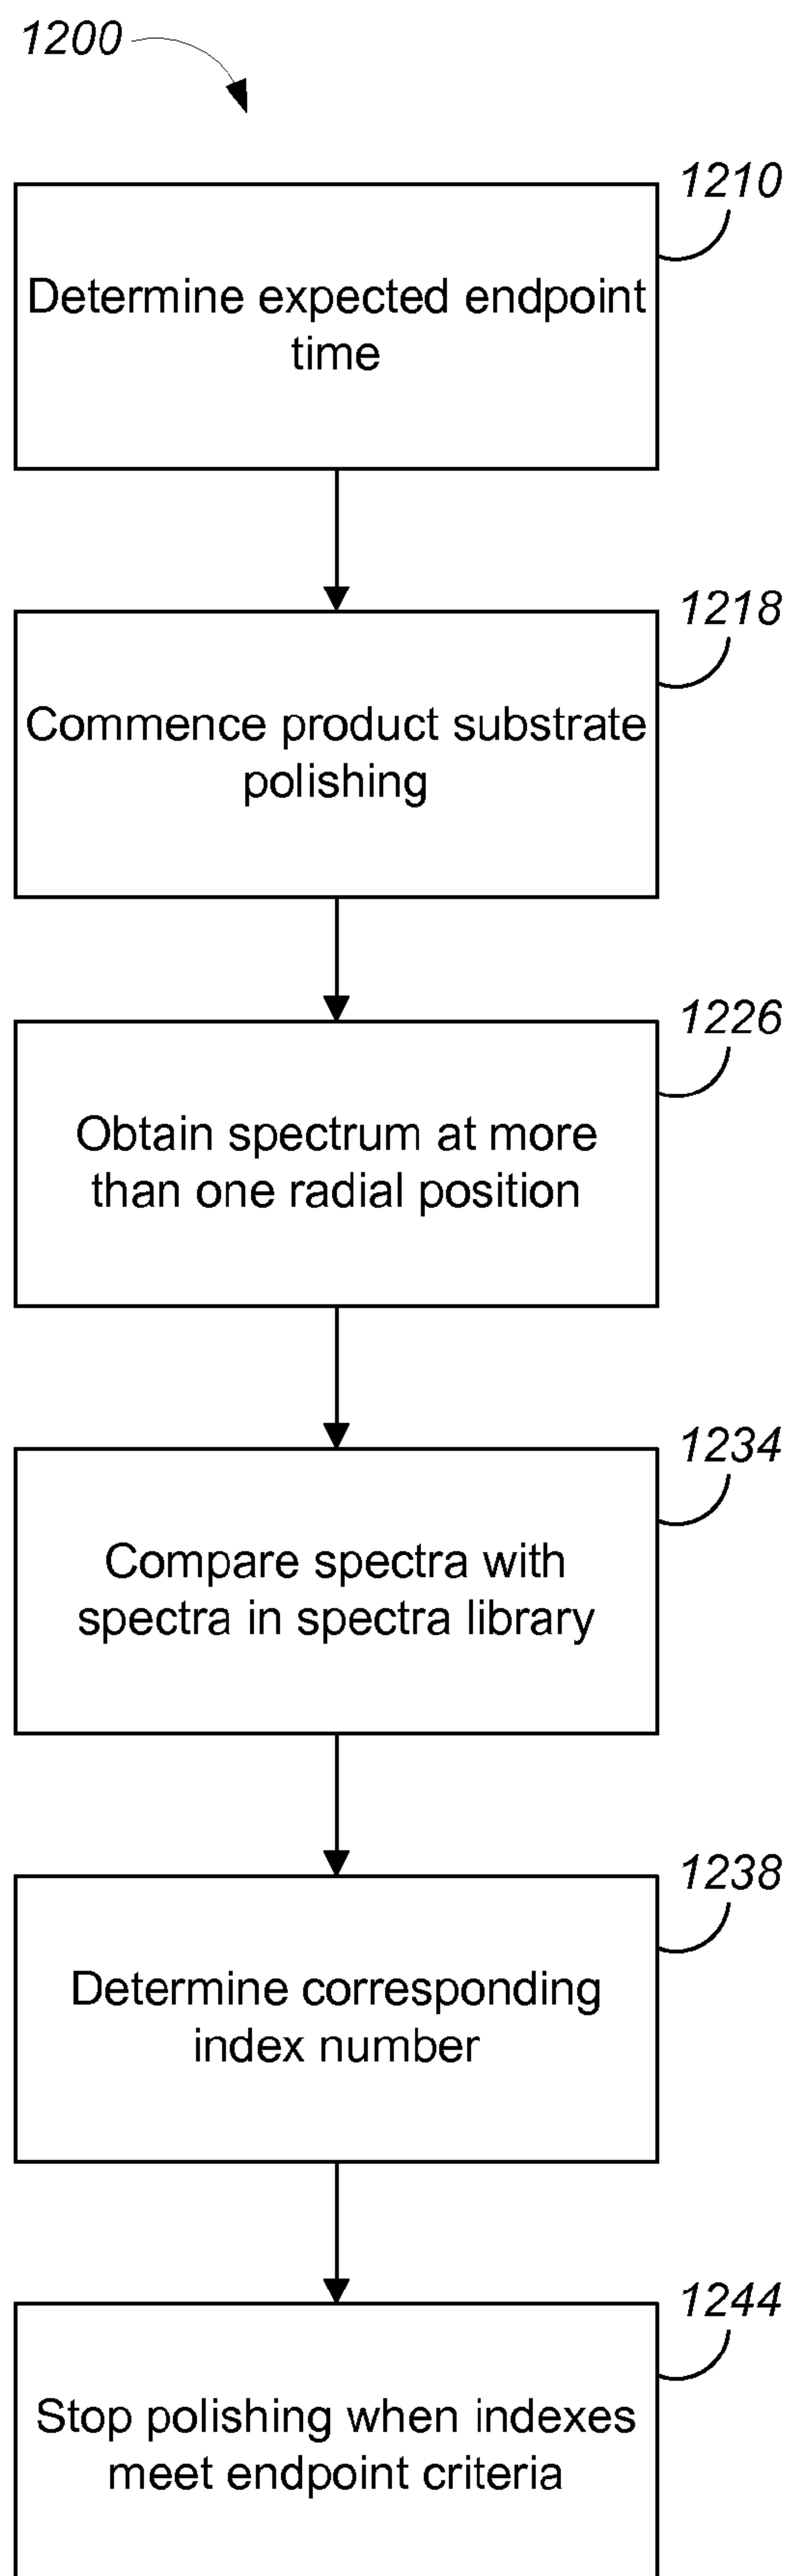 1200
1210
Determine expected endpoint
time
1218
Commence product substrate
polishing
1226
Obtain spectrum at more
than one radial position
1234
Compare spectra with
spectra in spectra library
1238
Determine corresponding
index number
1244
Stop polishing when indexes
meet endpoint criteria